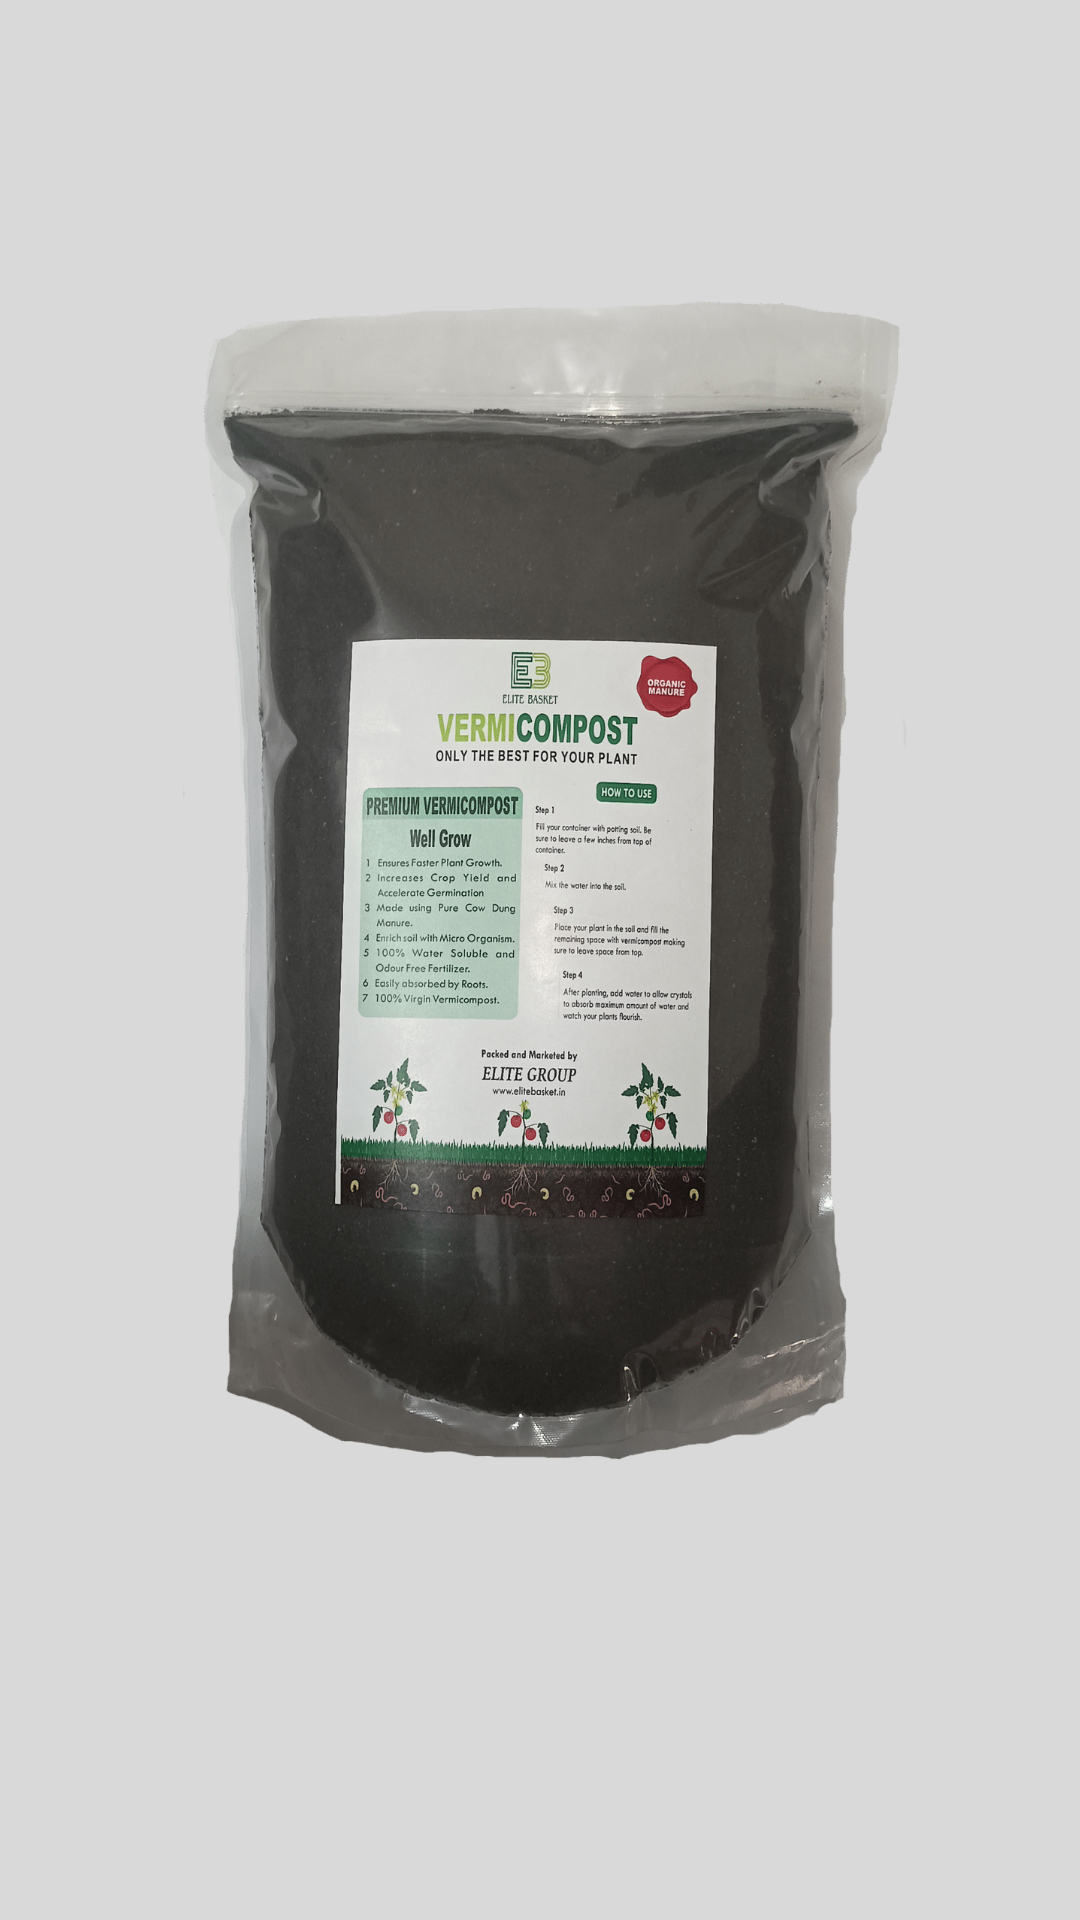 E3
ELITE BASKET
ORGANIC
MANURE
VERMICOMPOST
ONLY THE BEST FOR YOUR PLANT
PREMIUM VERMICOMPOST
Well Grow
1 Ensures Faster Plant Growth.
2 Increases Crop Yield and
Accelerate Germination
3 Made using Pure Cow Dung
Manure.
4 Enrich soil with Micro Organism.
5 100% Water Soluble and
Odour Free Fertilizer.
6 Easily absorbed by Roots.
7 100% Virgin Vermicompost.
HOW TO USE
Step 1
Fill your container with potting soil. Be
sure to leave a few inches from top of
container.
Step 2
Mix the water into the soil.
Step 3
Place your plant in the soil and fill the
remaining space with vermicompost making
sure to leave space from top.
Step 4
After planting, add water to allow crystals
to absorb maximum amount of water and
watch your plants flourish.
Packed and Marketed by
ELITE GROUP
www.elitebasket.in